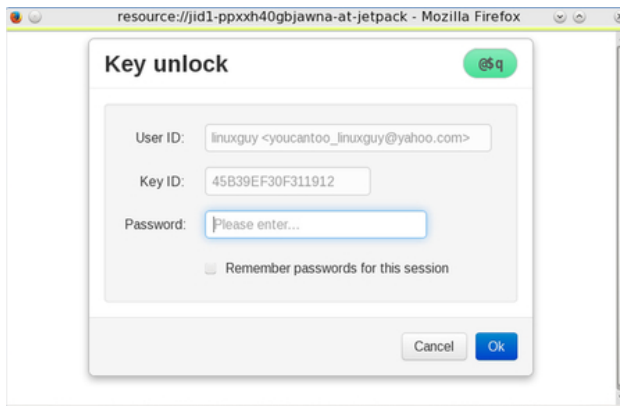 resource://jid1-ppxxh40gbjawna-at-jetpack - Mozilla Firefox
Key unlock
@$q
User ID: linuxguy <youcantoo_linuxguy@yahoo.com>
Key ID: 45B39EF30F311912
Password: Please enter...
Remember passwords for this session
Cancel Ok